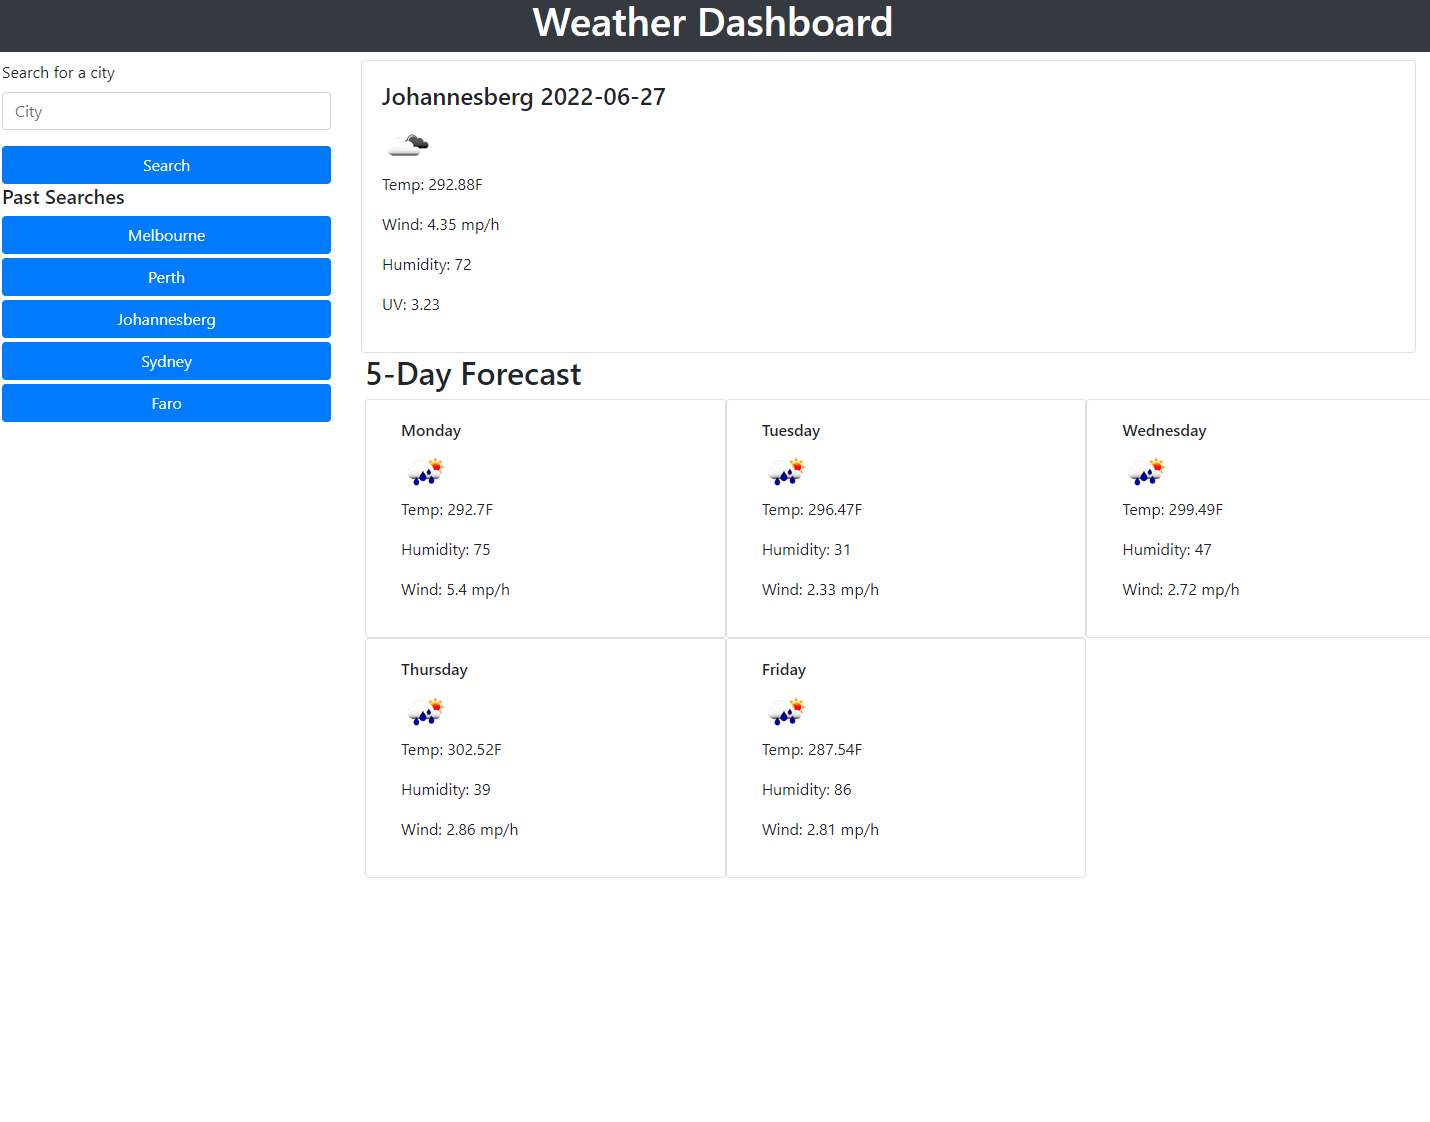 Weather Dashboard
Search for a city
City
Search
Past Searches
Melbourne
Perth
Johannesberg
Sydney
Faro
Johannesberg 2022-06-27
Temp: 292.88F
Wind: 4.35 mp/h
Humidity: 72
UV: 3.23
5-Day Forecast
Monday
Temp: 292.7F
Humidity: 75
Wind: 5.4 mp/h
Tuesday
Temp: 296.47F
Humidity: 31
Wind: 2.33 mp/h
Wednesday
Temp: 299.49F
Humidity: 47
Wind: 2.72 mp/h
Thursday
Temp: 302.52F
Humidity: 39
Wind: 2.86 mp/h
Friday
Temp: 287.54F
Humidity: 86
Wind: 2.81 mp/h